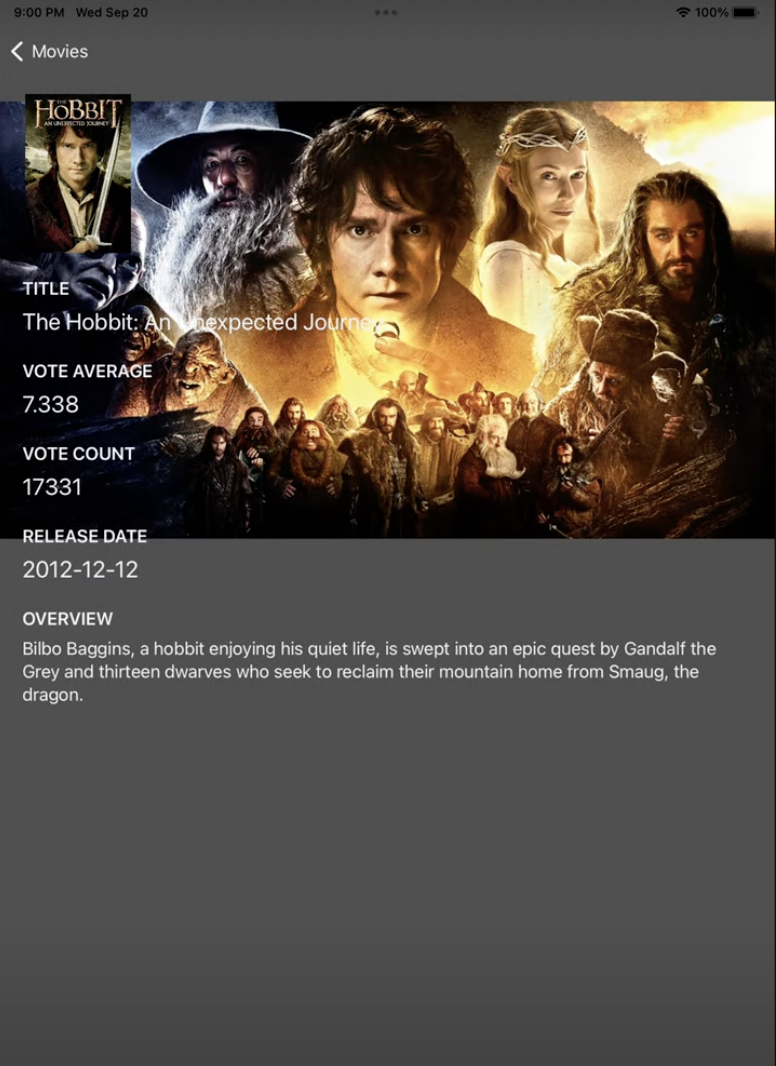 9:00 PM Wed Sep 20
100%
Movies
THE
HOBBIT
AN UNEXPECTED JOURNEY
TITLE
The Hobbit: An Unexpected Journey
VOTE AVERAGE
7.338
VOTE COUNT
17331
RELEASE DATE
2012-12-12
OVERVIEW
Bilbo Baggins, a hobbit enjoying his quiet life, is swept into an epic quest by Gandalf the
Grey and thirteen dwarves who seek to reclaim their mountain home from Smaug, the
dragon.